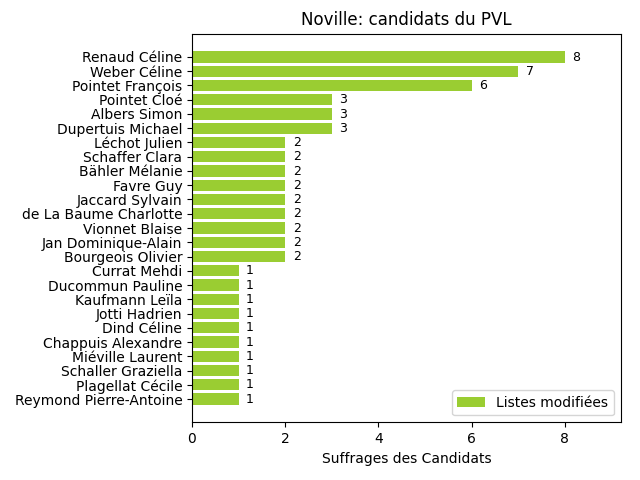 Noville: candidats du PVL
Renaud Céline 8
Weber Céline 7
Pointet François 6
Pointet Cloé 3
Albers Simon 3
Dupertuis Michael 3
Léchot Julien 2
Schaffer Clara 2
Bähler Mélanie 2
Favre Guy 2
Jaccard Sylvain 2
de La Baume Charlotte 2
Vionnet Blaise 2
Jan Dominique-Alain 2
Bourgeois Olivier 2
Currat Mehdi 1
Ducommun Pauline 1
Kaufmann Leïla 1
Jotti Hadrien 1
Dind Céline 1
Chappuis Alexandre 1
Miéville Laurent 1
Schaller Graziella 1
Plagellat Cécile 1
Reymond Pierre-Antoine 1
Listes modifiées
0 2 4 6 8
Suffrages des Candidats